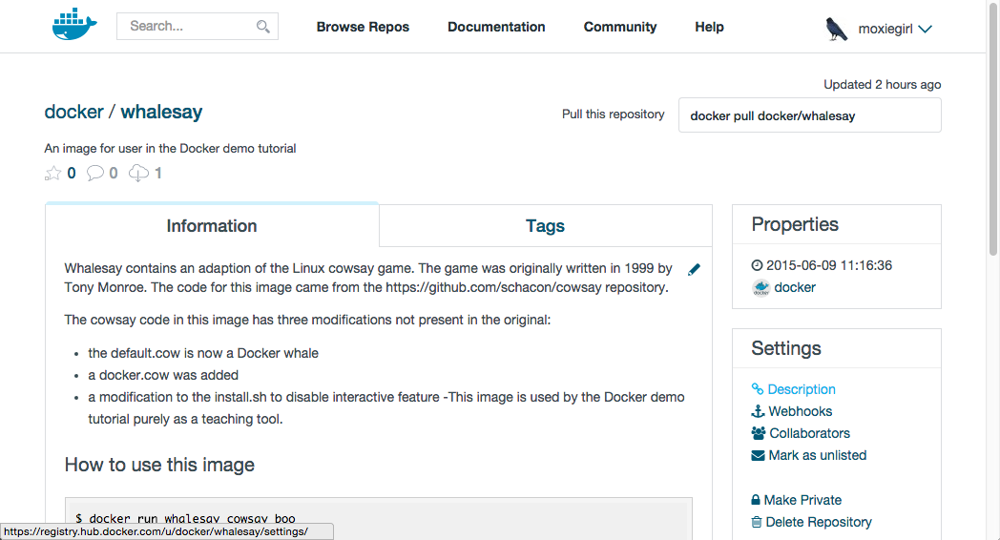 Search...
Browse Repos
Documentation
Community
Help
moxiegirl
Updated 2 hours ago
docker / whalesay
Pull this repository
docker pull docker/whalesay
An image for user in the Docker demo tutorial
0 0 1
Information
Tags
Whalesay contains an adaption of the Linux cowsay game. The game was originally written in 1999 by
Tony Monroe. The code for this image came from the https://github.com/schacon/cowsay repository.
The cowsay code in this image has three modifications not present in the original:
• the default.cow is now a Docker whale
• a docker.cow was added
• a modification to the install.sh to disable interactive feature -This image is used by the Docker demo
tutorial purely as a teaching tool.
How to use this image
$ docker run whalesay cowsay boo
Properties
2015-06-09 11:16:36
docker
Settings
Description
Webhooks
Collaborators
Mark as unlisted
Make Private
Delete Repository
https://registry.hub.docker.com/u/docker/whalesay/settings/